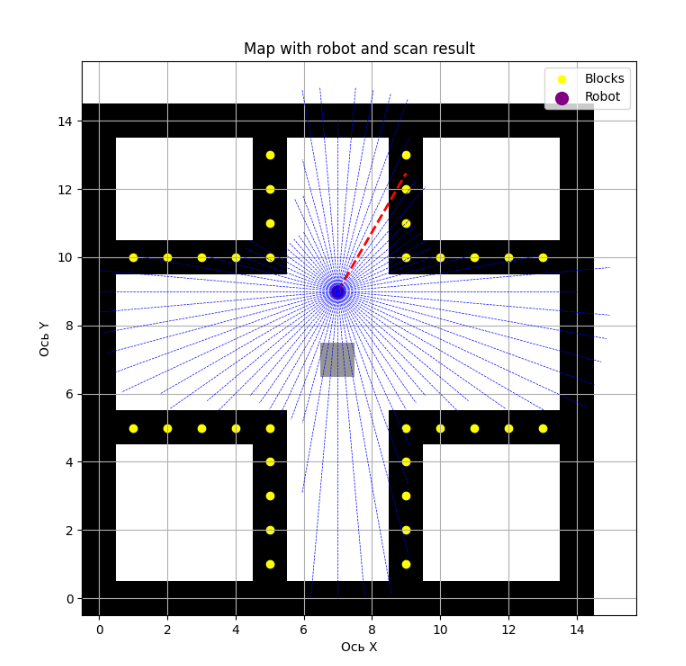 Map with robot and scan result
Blocks
Robot
Ось Y
14
12
10
8
6
4
2
0
0 2 4 6 8 10 12 14
Ось X